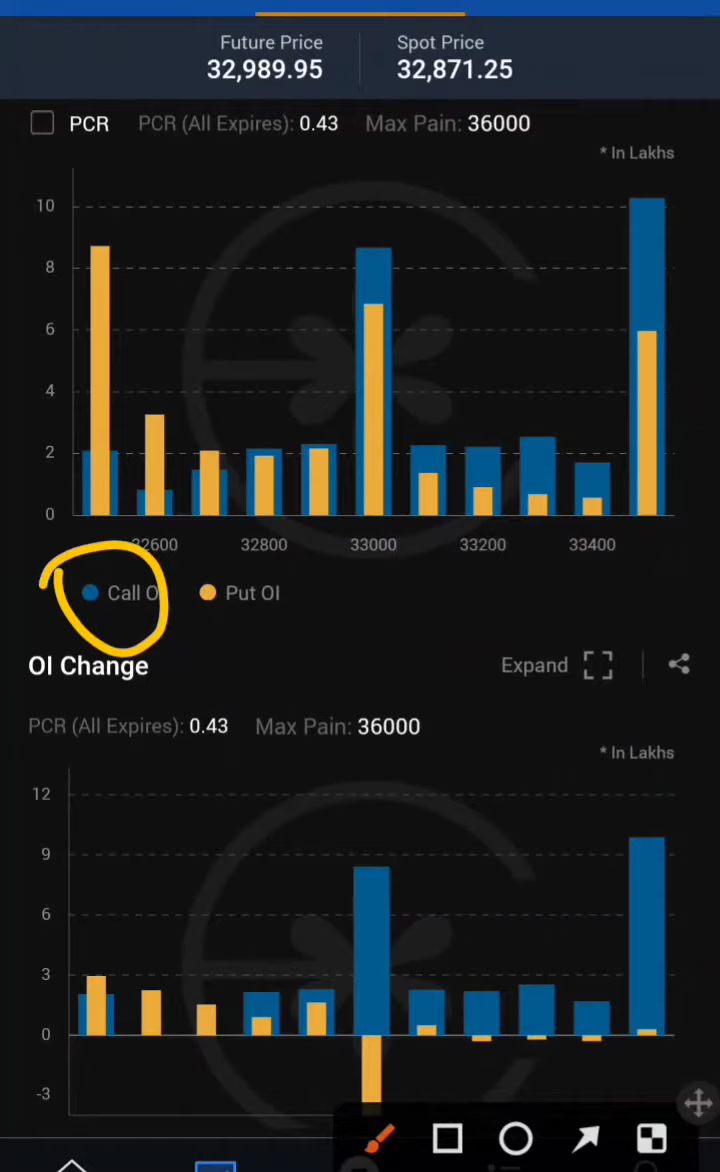 Future Price Spot Price
32,989.95 32,871.25
PCR PCR (All Expires): 0.43 Max Pain: 36000
* In Lakhs
10
8
6
4
2
0
32600 32800 33000 33200 33400
Call O Put OI
OI Change Expand
PCR (All Expires): 0.43 Max Pain: 36000
* In Lakhs
12
9
6
3
0
-3